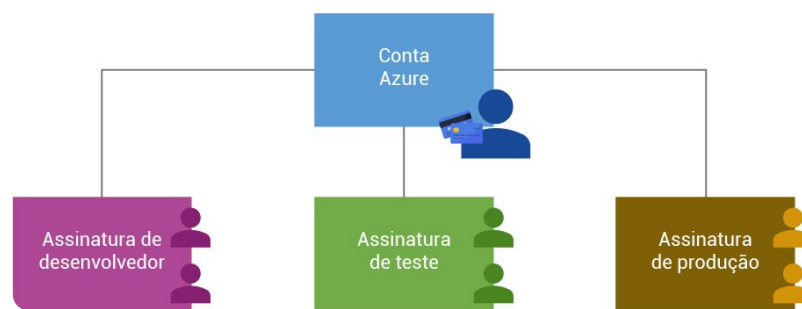 Conta
Azure
Assinatura de
desenvolvedor
Assinatura
de teste
Assinatura
de produção